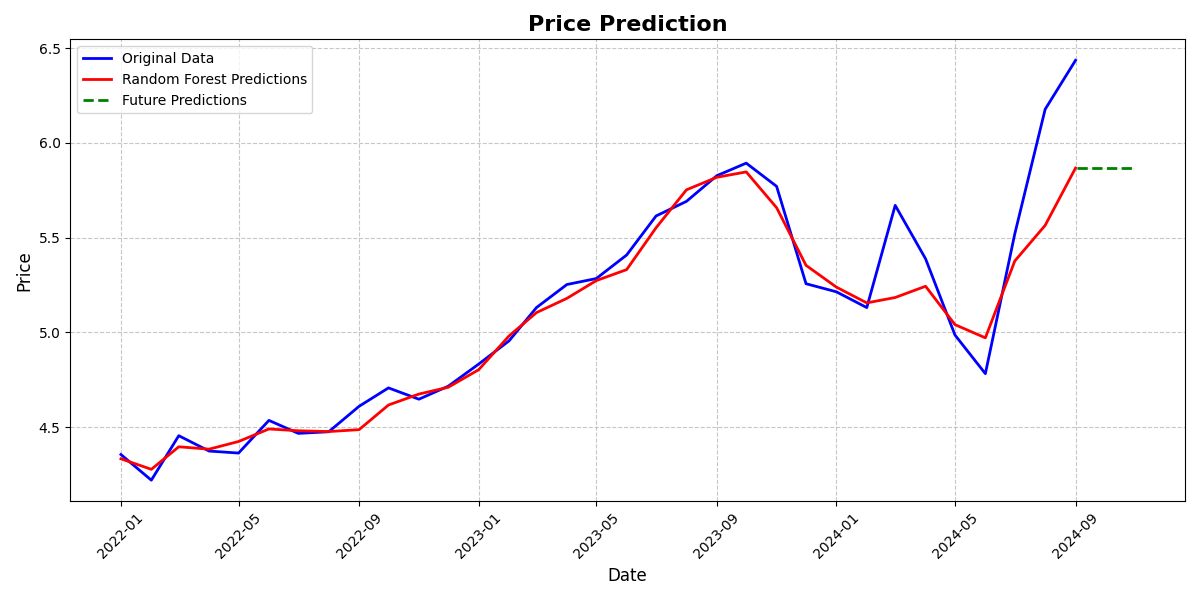 Price Prediction
Original Data
Random Forest Predictions
Future Predictions
6.5
6.0
5.5
5.0
4.5
Price
2022-01
2022-05
2022-09
2023-01
2023-05
2023-09
2024-01
2024-05
2024-09
Date